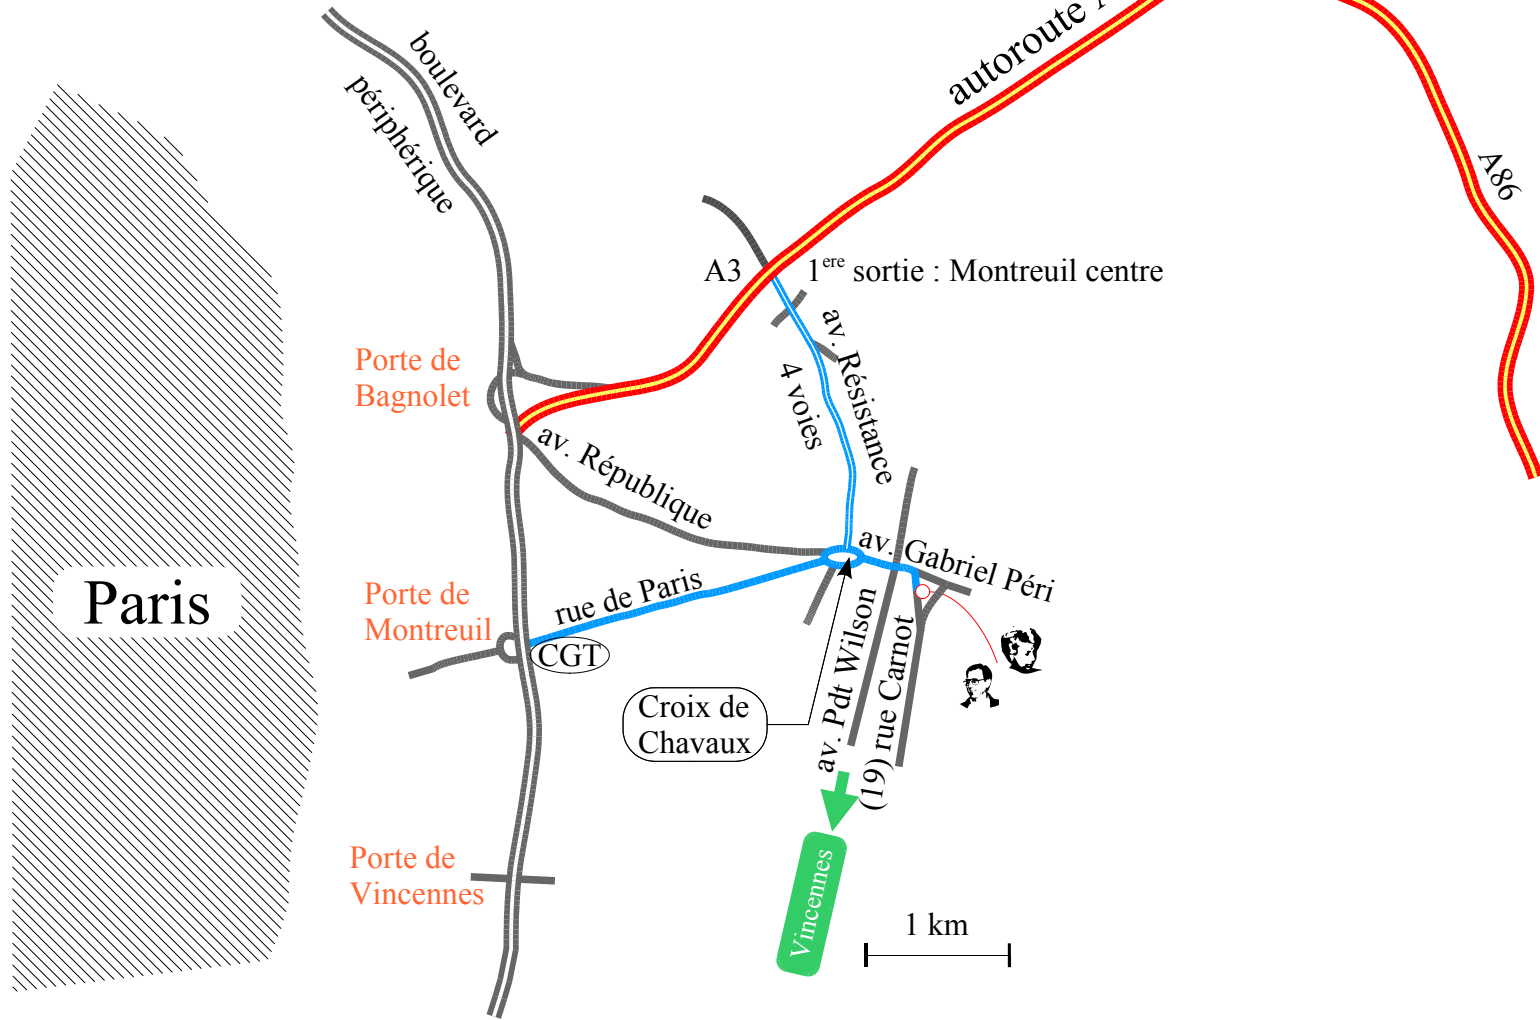 boulevard
périphérique
autoroute
A86
A3
1ere sortie : Montreuil centre
av. Résistance
4 voies
Porte de
Bagnolet
av. République
av. Gabriel Péri
Paris
rue de Paris
Porte de
Montreuil
CGT
Croix de
Chavaux
av. Pdt Wilson
(19) rue Carnot
Porte de
Vincennes
Vincennes
1 km